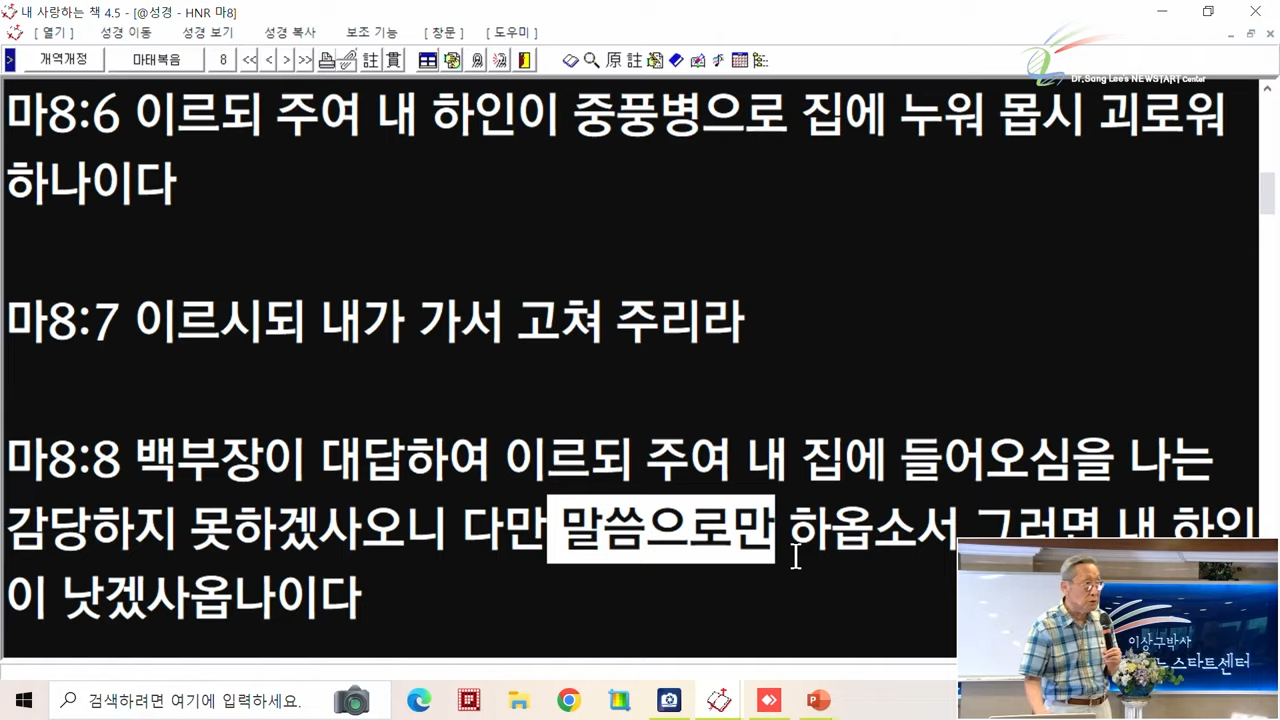 내 사랑하는 책 4.5 - [@성경 - HNR 마8]
[ 열기 ] 성경 이동 성경 보기 성경 복사 보조 기능 [ 창문 ] [ 도우미 ]
개역개정 마태복음 8 << < > >> 註 貫 原 註
Dr.Sang Lee's NEWSTART Center
마8:6 이르되 주여 내 하인이 중풍병으로 집에 누워 몹시 괴로워
하나이다
마8:7 이르시되 내가 가서 고쳐 주리라
마8:8 백부장이 대답하여 이르되 주여 내 집에 들어오심을 나는
감당하지 못하겠사오니 다만 말씀으로만 하옵소서 그러면 내 하인
이 낫겠사옵나이다
이상구박사
스타트센터
검색하려면 여기에 입력하세요.